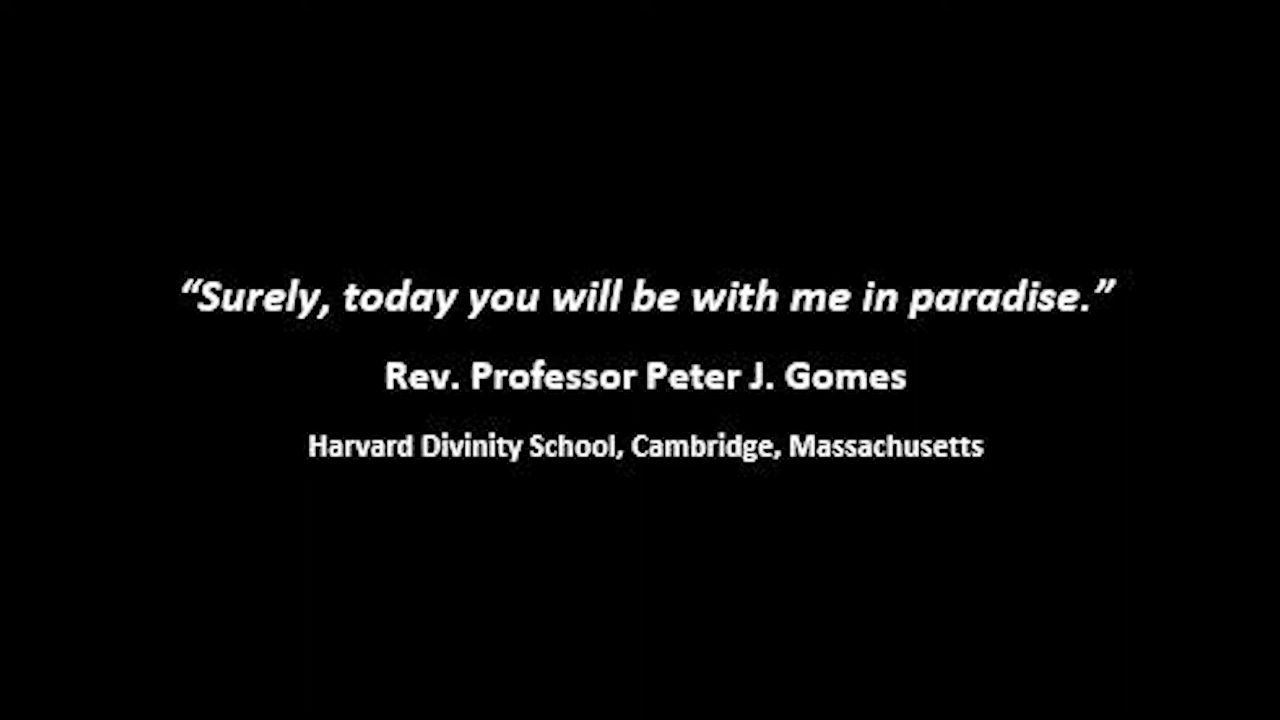 “Surely, today you will be with me in paradise.”
Rev. Professor Peter J. Gomes
Harvard Divinity School, Cambridge, Massachusetts